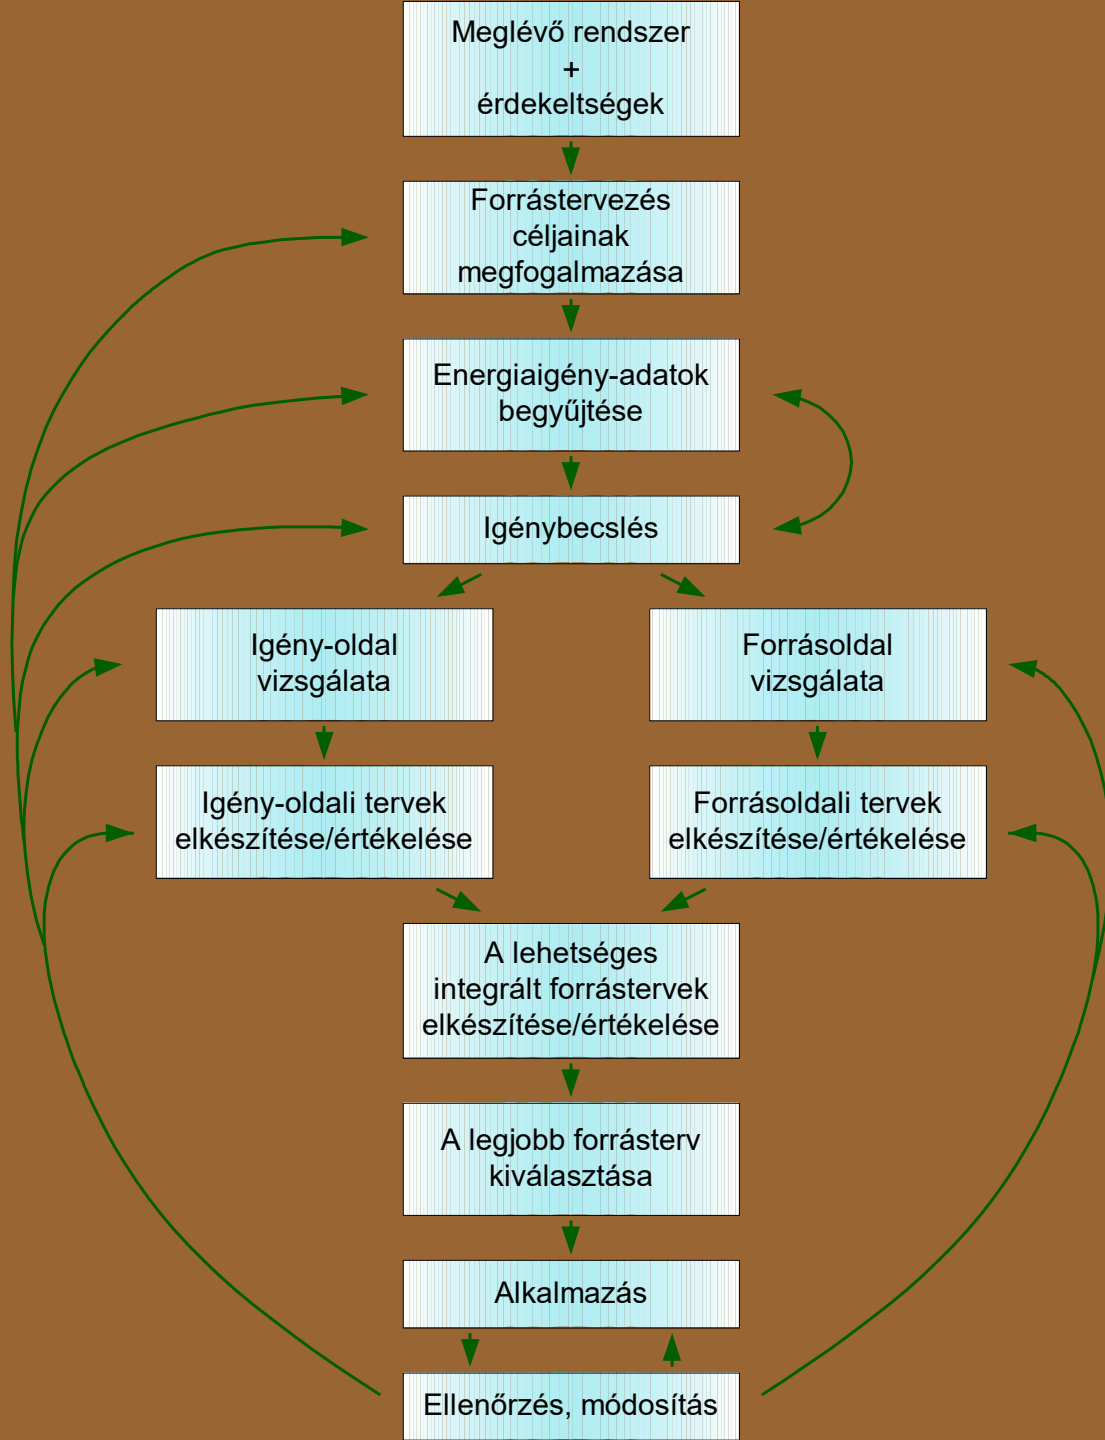 Meglévő rendszer
+
érdekeltségek
Forrástervezés
céljainak
megfogalmazása
Energiaigény-adatok
begyűjtése
Igénybecslés
Igény-oldal
vizsgálata
Forrásoldal
vizsgálata
Igény-oldali tervek
elkészítése/értékelése
Forrásoldali tervek
elkészítése/értékelése
A lehetséges
integrált forrástervek
elkészítése/értékelése
A legjobb forrásterv
kiválasztása
Alkalmazás
Ellenőrzés, módosítás